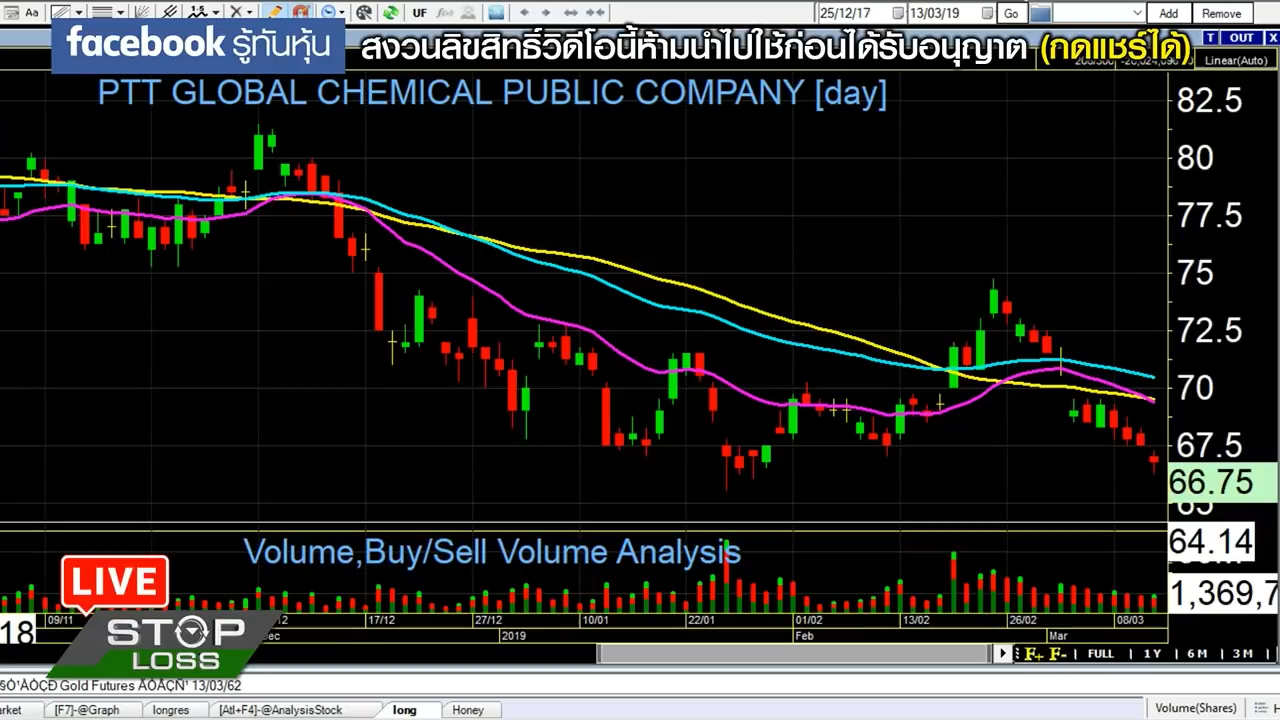 Aa
UF
25/12/17
13/03/19
Go
Add
Remove
facebook รู้ทันหุ้น
สงวนลิขสิทธิ์วิดีโอนี้ห้ามนำไปใช้ก่อนได้รับอนุญาต (กดแชร์ได้)
T OUT X
Linear(Auto)
PTT GLOBAL CHEMICAL PUBLIC COMPANY [day]
82.5
80
77.5
75
72.5
70
67.5
66.75
65
Volume,Buy/Sell Volume Analysis
64.14
1,369,7
LIVE
STOP
LOSS
18
09/11
17/12
27/12
10/01
22/01
01/02
13/02
26/02
08/03
2019
Feb
Mar
F+ F- | FULL | 1Y | 6M | 3M |
Gold Futures
13/03/62
[F7]-@Graph
longres
[Atl+F4]-@AnalysisStock
long
Honey
Volume(Shares)